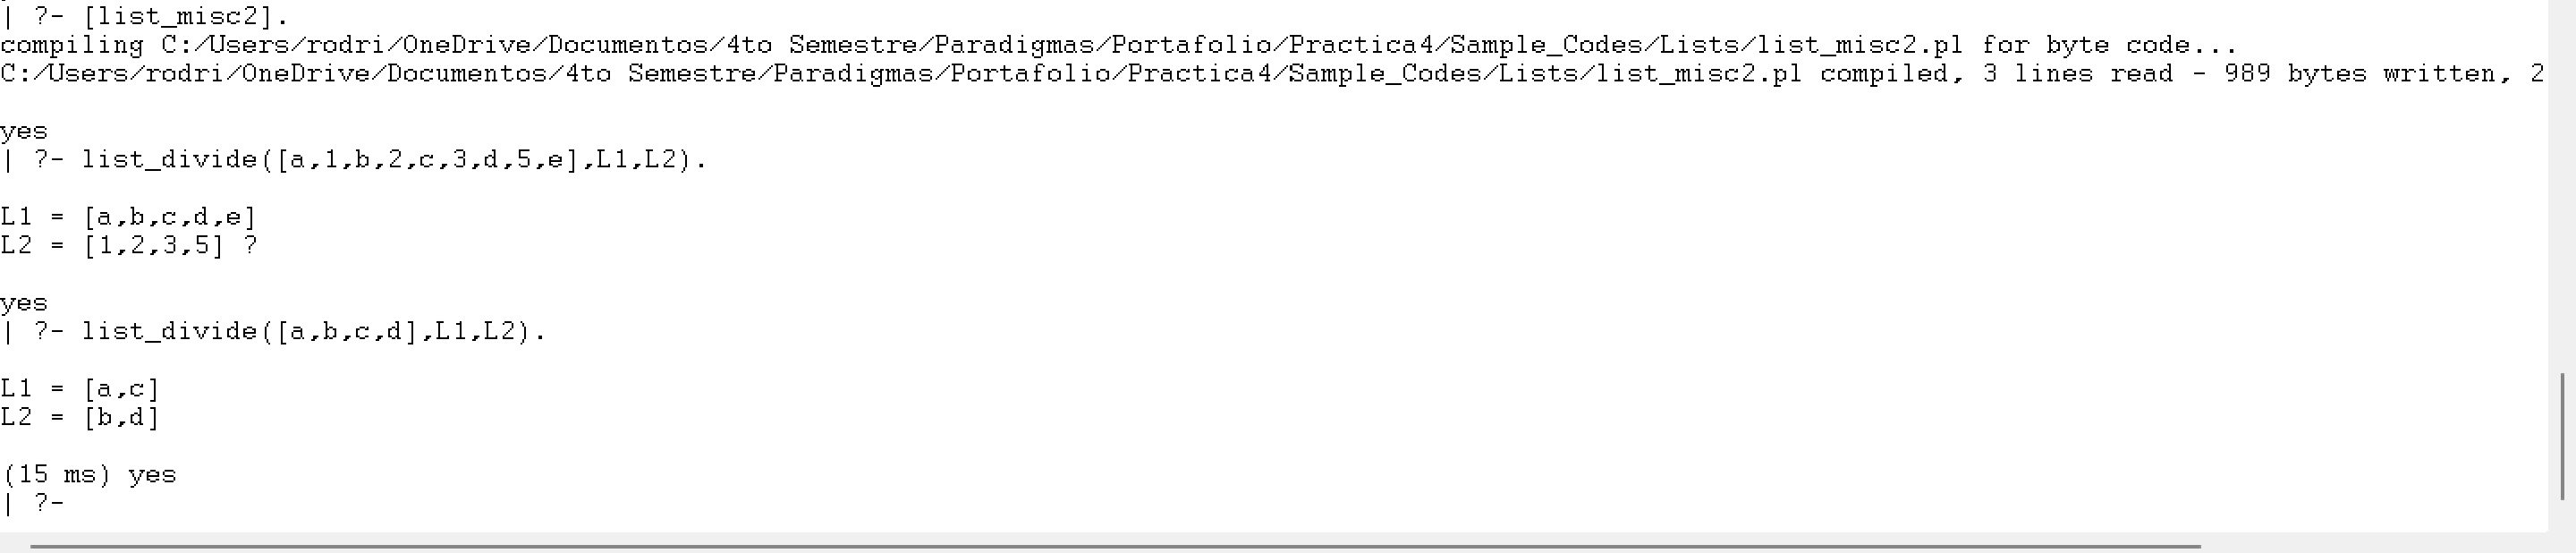 | ?- [list_misc2].
compiling C:/Users/rodri/OneDrive/Documentos/4to Semestre/Paradigmas/Portafolio/Practica4/Sample_Codes/Lists/list_misc2.pl for byte code...
C:/Users/rodri/OneDrive/Documentos/4to Semestre/Paradigmas/Portafolio/Practica4/Sample_Codes/Lists/list_misc2.pl compiled, 3 lines read - 989 bytes written, 2
yes
| ?- list_divide([a,1,b,2,c,3,d,5,e],L1,L2).
L1 = [a,b,c,d,e]
L2 = [1,2,3,5] ?
yes
| ?- list_divide([a,b,c,d],L1,L2).
L1 = [a,c]
L2 = [b,d]
(15 ms) yes
| ?-